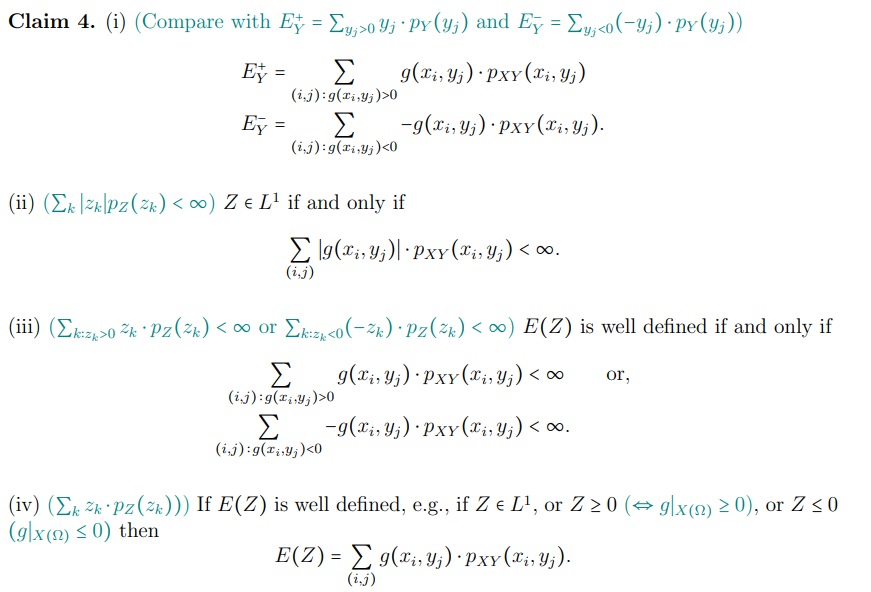 Claim 4. (i) (Compare with E_Y^+ = ∑_{y_j>0} y_j · p_Y(y_j) and E_Y^- = ∑_{y_j<0}(−y_j) · p_Y(y_j))
E_Y^+ = ∑_{(i,j):g(x_i,y_j)>0} g(x_i, y_j) · p_{XY}(x_i, y_j)
E_Y^- = ∑_{(i,j):g(x_i,y_j)<0} −g(x_i, y_j) · p_{XY}(x_i, y_j).
(ii) (∑_k |z_k|p_Z(z_k) < ∞) Z ∈ L^1 if and only if
∑_{(i,j)} |g(x_i, y_j)| · p_{XY}(x_i, y_j) < ∞.
(iii) (∑_{k:z_k>0} z_k · p_Z(z_k) < ∞ or ∑_{k:z_k<0}(−z_k) · p_Z(z_k) < ∞) E(Z) is well defined if and only if
∑_{(i,j):g(x_i,y_j)>0} g(x_i, y_j) · p_{XY}(x_i, y_j) < ∞ or,
∑_{(i,j):g(x_i,y_j)<0} −g(x_i, y_j) · p_{XY}(x_i, y_j) < ∞.
(iv) (∑_k z_k · p_Z(z_k))) If E(Z) is well defined, e.g., if Z ∈ L^1, or Z ≥ 0 (⇔ g|_{X(Ω)} ≥ 0), or Z ≤ 0
(g|_{X(Ω)} ≤ 0) then
E(Z) = ∑_{(i,j)} g(x_i, y_j) · p_{XY}(x_i, y_j).